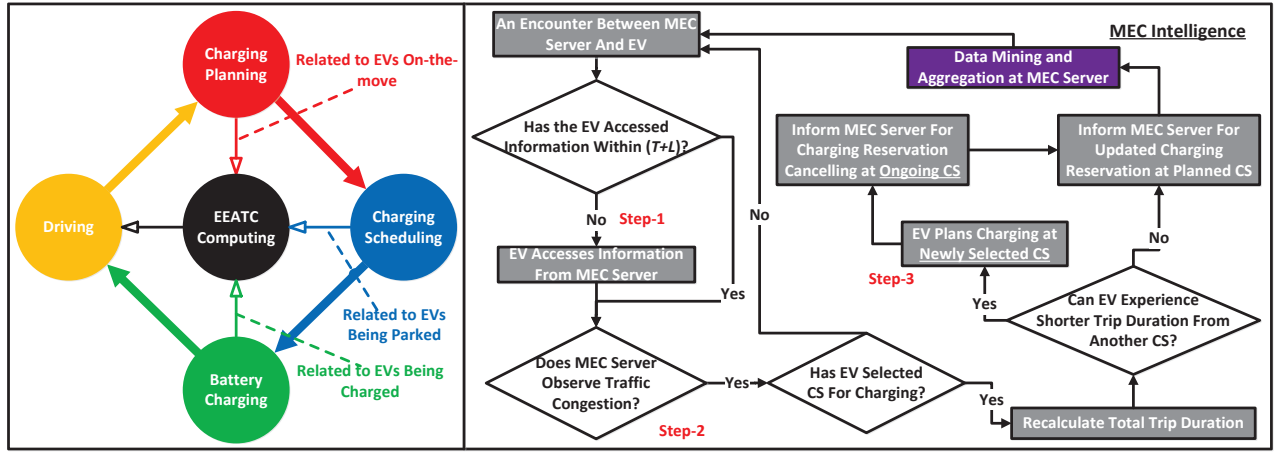 Charging
Planning
Related to EVs On-the-
move
Driving
EEATC
Computing
Charging
Scheduling
Related to EVs
Being Parked
Battery
Charging
Related to EVs Being
Charged
MEC Intelligence
An Encounter Between MEC
Server And EV
Data Mining and
Aggregation at MEC Server
Has the EV Accessed
Information Within (T+L)?
Inform MEC Server For
Charging Reservation
Cancelling at Ongoing CS
Inform MEC Server For
Updated Charging
Reservation at Planned CS
No
Step-1
No
No
EV Accesses Information
From MEC Server
EV Plans Charging at
Newly Selected CS
Step-3
Yes
Yes
Can EV Experience
Shorter Trip Duration From
Another CS?
Does MEC Server
Observe Traffic
Congestion?
Yes
Has EV Selected
CS For Charging?
Yes
Step-2
Recalculate Total Trip Duration